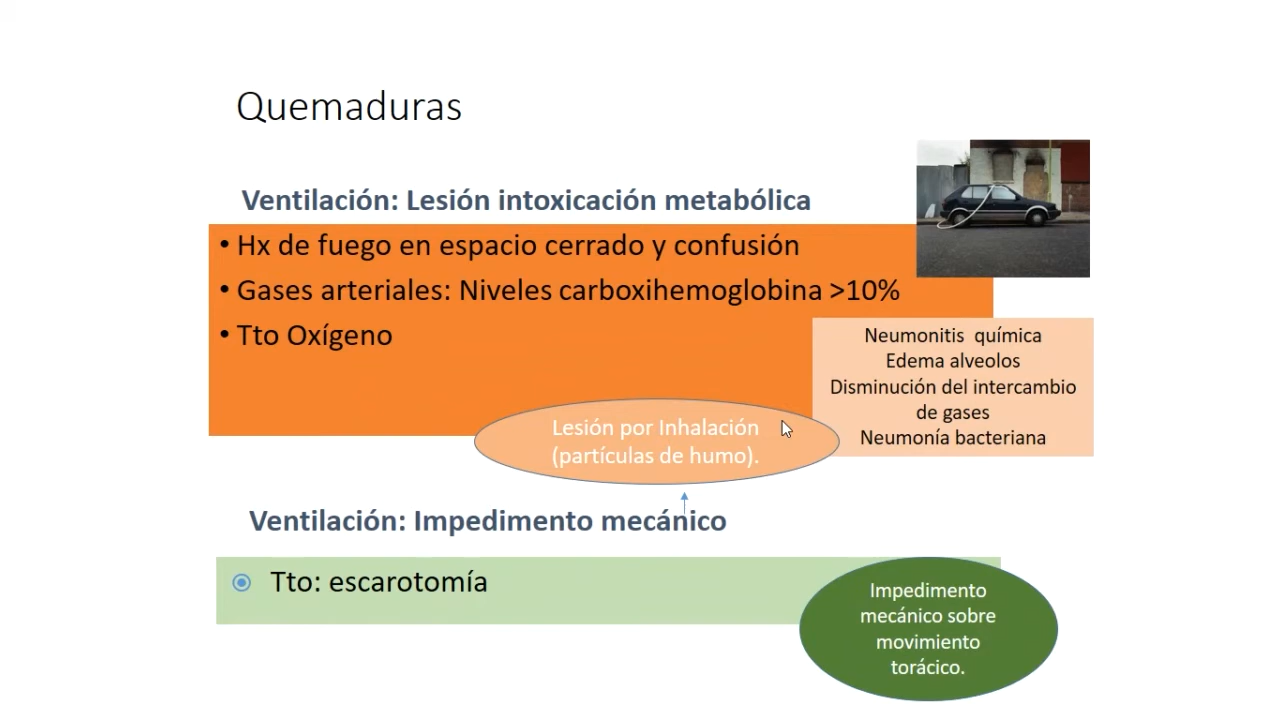 Quemaduras
Ventilación: Lesión intoxicación metabólica
• Hx de fuego en espacio cerrado y confusión
• Gases arteriales: Niveles carboxihemoglobina >10%
• Tto Oxígeno
Neumonitis química
Edema alveolos
Disminución del intercambio
de gases
Neumonía bacteriana
Lesión por Inhalación
(partículas de humo).
Ventilación: Impedimento mecánico
Tto: escarotomía
Impedimento
mecánico sobre
movimiento
torácico.